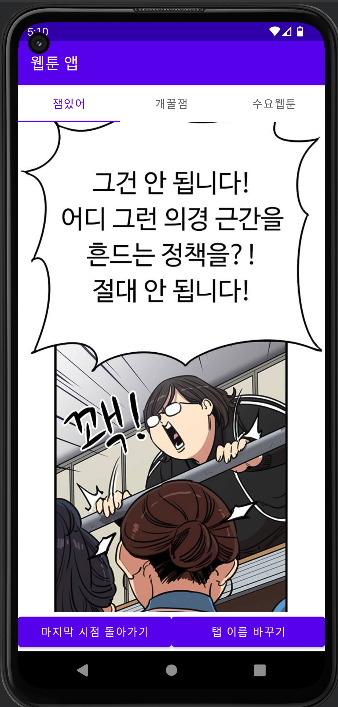 5:10
웹툰 앱
잼있어
개꿀잼
수요웹툰
그건 안 됩니다!
어디 그런 의경 근간을
흔드는 정책을?!
절대 안 됩니다!
꽥!
마지막 시점 돌아가기
탭 이름 바꾸기